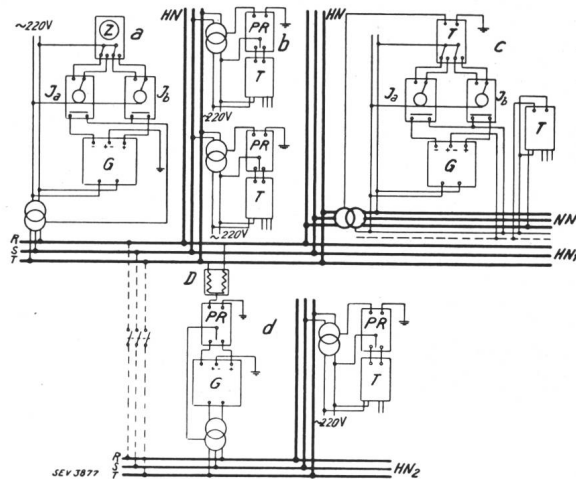 ~220V
Z
a
HN
PR
b
T
HN
T
c
Ja
Jb
Ja
Jb
~220V
T
G
PR
G
T
~220V
NN
R
S
T
HN1
D
PR
d
PR
G
T
~220V
R
S
T
HN2
SEV 3877